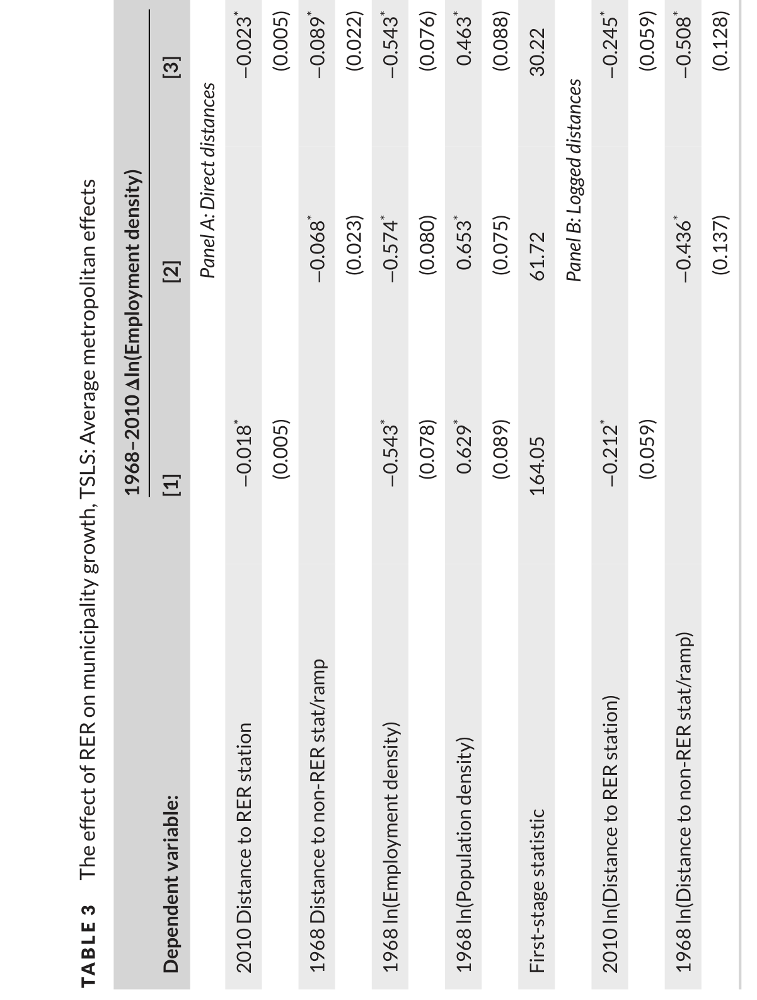 TABLE 3 The effect of RER on municipality growth, TSLS: Average metropolitan effects
1968–2010 Δln(Employment density)
Dependent variable: [1] [2] [3]
Panel A: Direct distances
2010 Distance to RER station −0.018* −0.023*
(0.005) (0.005)
1968 Distance to non-RER stat/ramp −0.068* −0.089*
(0.023) (0.022)
1968 ln(Employment density) −0.543* −0.574* −0.543*
(0.078) (0.080) (0.076)
1968 ln(Population density) 0.629* 0.653* 0.463*
(0.089) (0.075) (0.088)
First-stage statistic 164.05 61.72 30.22
Panel B: Logged distances
2010 ln(Distance to RER station) −0.212* −0.245*
(0.059) (0.059)
1968 ln(Distance to non-RER stat/ramp) −0.436* −0.508*
(0.137) (0.128)